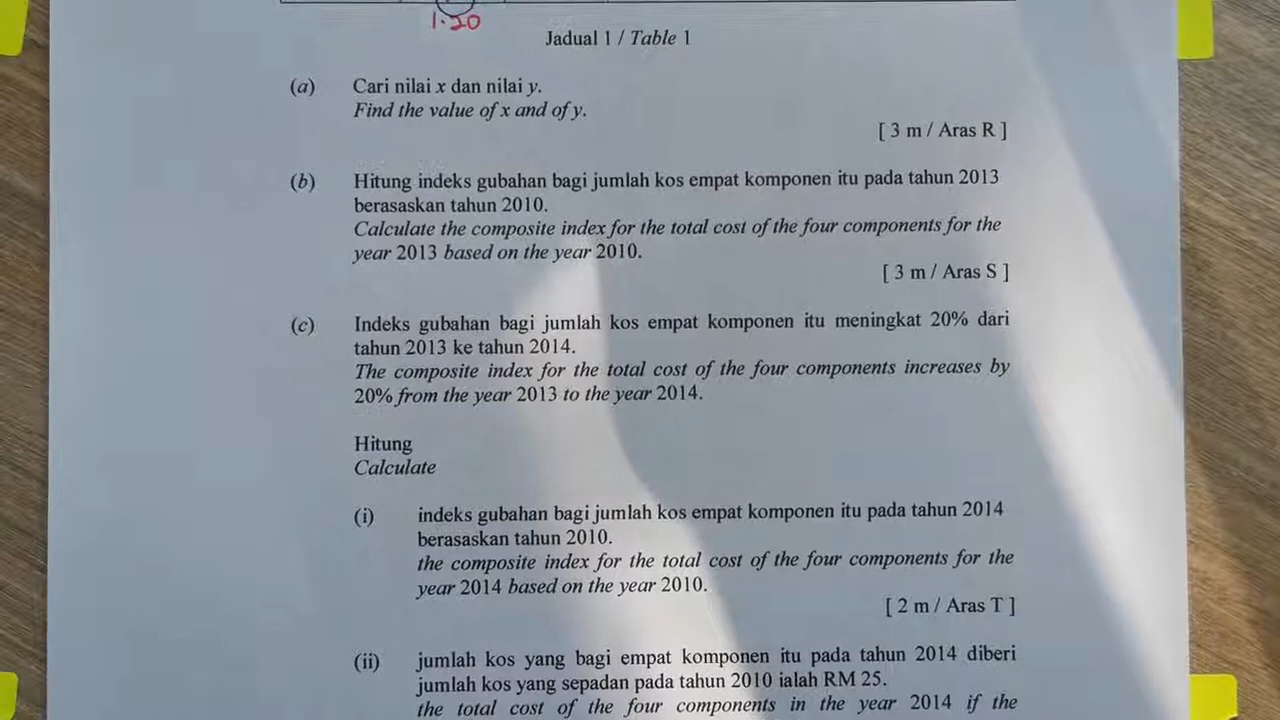 1.20
Jadual 1 / Table 1
(a) Cari nilai x dan nilai y.
Find the value of x and of y.
[ 3 m / Aras R ]
(b) Hitung indeks gubahan bagi jumlah kos empat komponen itu pada tahun 2013
berasaskan tahun 2010.
Calculate the composite index for the total cost of the four components for the
year 2013 based on the year 2010.
[ 3 m / Aras S ]
(c) Indeks gubahan bagi jumlah kos empat komponen itu meningkat 20% dari
tahun 2013 ke tahun 2014.
The composite index for the total cost of the four components increases by
20% from the year 2013 to the year 2014.
Hitung
Calculate
(i) indeks gubahan bagi jumlah kos empat komponen itu pada tahun 2014
berasaskan tahun 2010.
the composite index for the total cost of the four components for the
year 2014 based on the year 2010.
[ 2 m / Aras T ]
(ii) jumlah kos yang bagi empat komponen itu pada tahun 2014 diberi
jumlah kos yang sepadan pada tahun 2010 ialah RM 25.
the total cost of the four components in the year 2014 if the